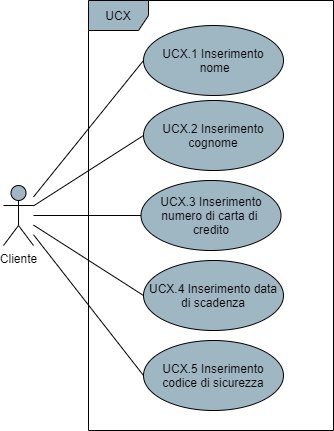 UCX
UCX.1 Inserimento
nome
UCX.2 Inserimento
cognome
UCX.3 Inserimento
numero di carta di
credito
UCX.4 Inserimento data
di scadenza
UCX.5 Inserimento
codice di sicurezza
Cliente